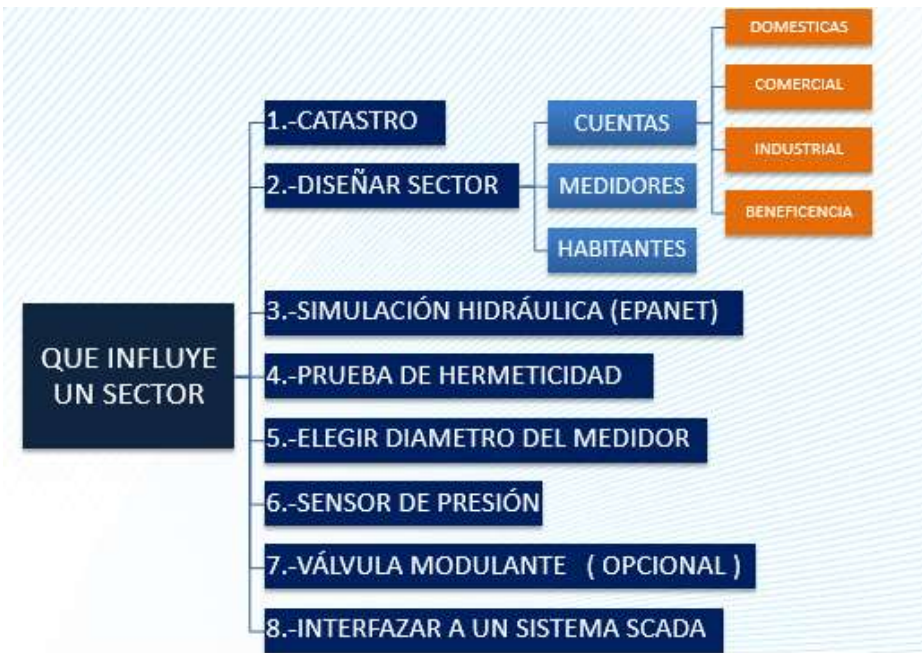 QUE INFLUYE
UN SECTOR
1.-CATASTRO
2.-DISEÑAR SECTOR
CUENTAS
DOMESTICAS
COMERCIAL
INDUSTRIAL
BENEFICENCIA
MEDIDORES
HABITANTES
3.-SIMULACIÓN HIDRÁULICA (EPANET)
4.-PRUEBA DE HERMETICIDAD
5.-ELEGIR DIAMETRO DEL MEDIDOR
6.-SENSOR DE PRESIÓN
7.-VÁLVULA MODULANTE ( OPCIONAL )
8.-INTERFAZAR A UN SISTEMA SCADA